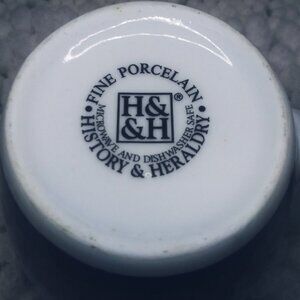 • FINE PORCELAIN •
H&
&H
®
MICROWAVE AND DISHWASHER SAFE
HISTORY & HERALDRY